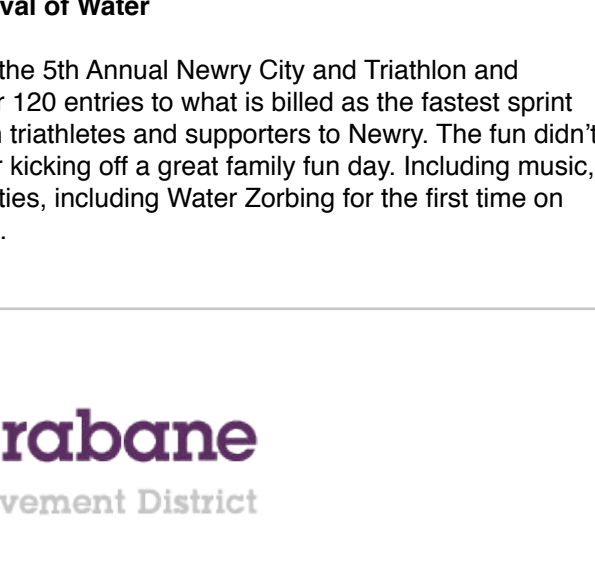 val of Water
the 5th Annual Newry City and Triathlon and
r 120 entries to what is billed as the fastest sprint
n triathletes and supporters to Newry. The fun didn't
r kicking off a great family fun day. Including music,
ties, including Water Zorbing for the first time on
.
rabane
vement District